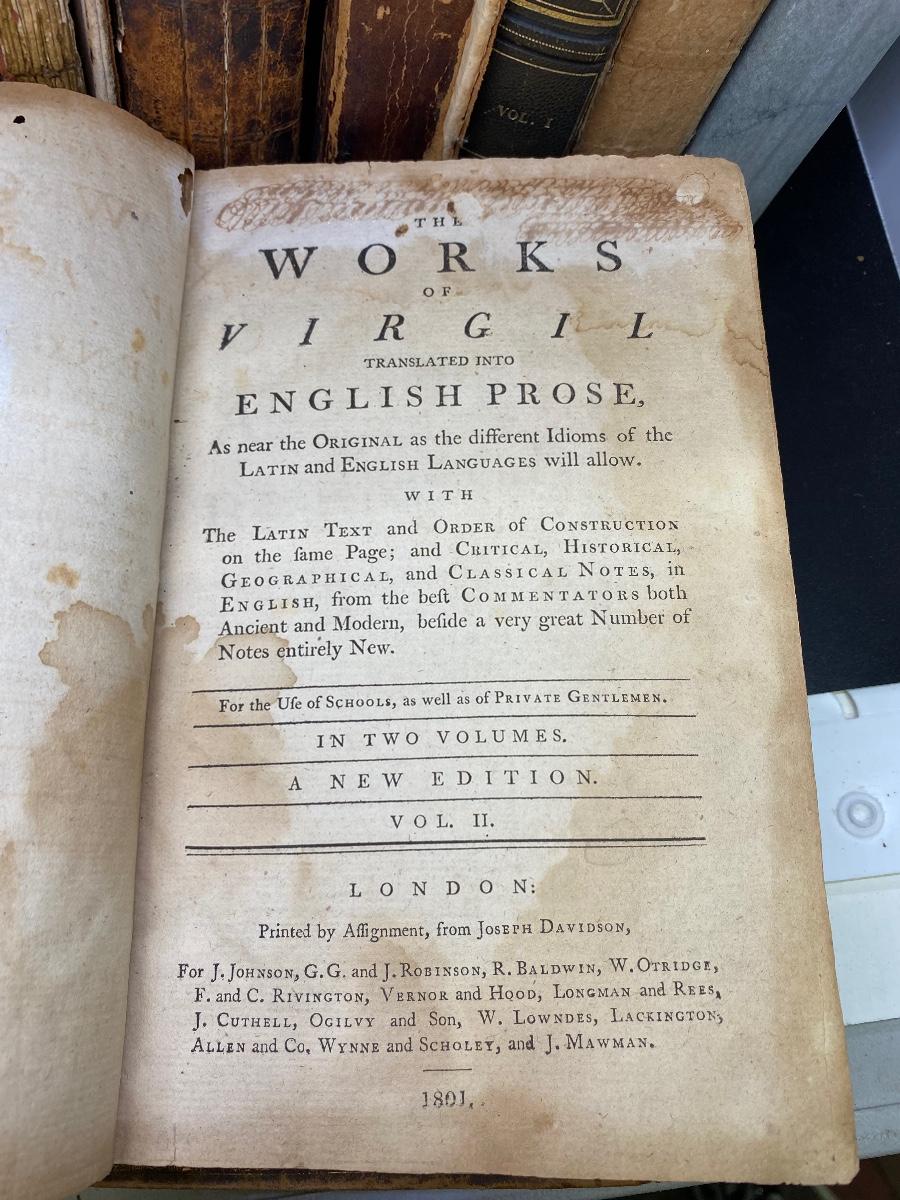 VOL. I
THE
WORKS
OF
VIRGIL
TRANSLATED INTO
ENGLISH PROSE,
As near the ORIGINAL as the different Idioms of the
LATIN and ENGLISH LANGUAGES will allow.
WITH
The LATIN TEXT and ORDER of CONSTRUCTION
on the ſame Page; and CRITICAL, HISTORICAL,
GEOGRAPHICAL, and CLASSICAL NOTES, in
ENGLISH, from the beſt COMMENTATORS both
Ancient and Modern, beſide a very great Number of
Notes entirely New.
For the Uſe of SCHOOLS, as well as of PRIVATE GENTLEMEN.
IN TWO VOLUMES.
A NEW EDITION.
VOL. II.
LONDON:
Printed by Aſſignment, from JOSEPH DAVIDSON,
For J. JOHNSON, G.G. and J. ROBINSON, R. BALDWIN, W. OTRIDGE,
F. and C. RIVINGTON, VERNOR and HOOD, LONGMAN and REES,
J. CUTHELL, OGILVY and SON, W. LOWNDES, LACKINGTON,
ALLEN and Co. WYNNE and SCHOLEY, and J. MAWMAN.
1801.